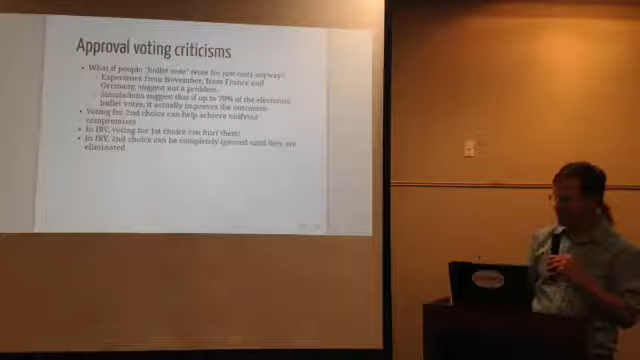 Approval voting criticisms
• What if people "bullet vote" (vote for just one) anyway?
– Experience from November, from France and
Germany, suggest not a problem.
– Simulations suggest that if up to 70% of the electorate
bullet votes, it actually improves the outcomes
• Voting for 2nd choice can help achieve unifying
compromises
• In IRV, voting for 1st choice can hurt them!
• In IRV, 2nd choice can be completely ignored until they are
eliminated